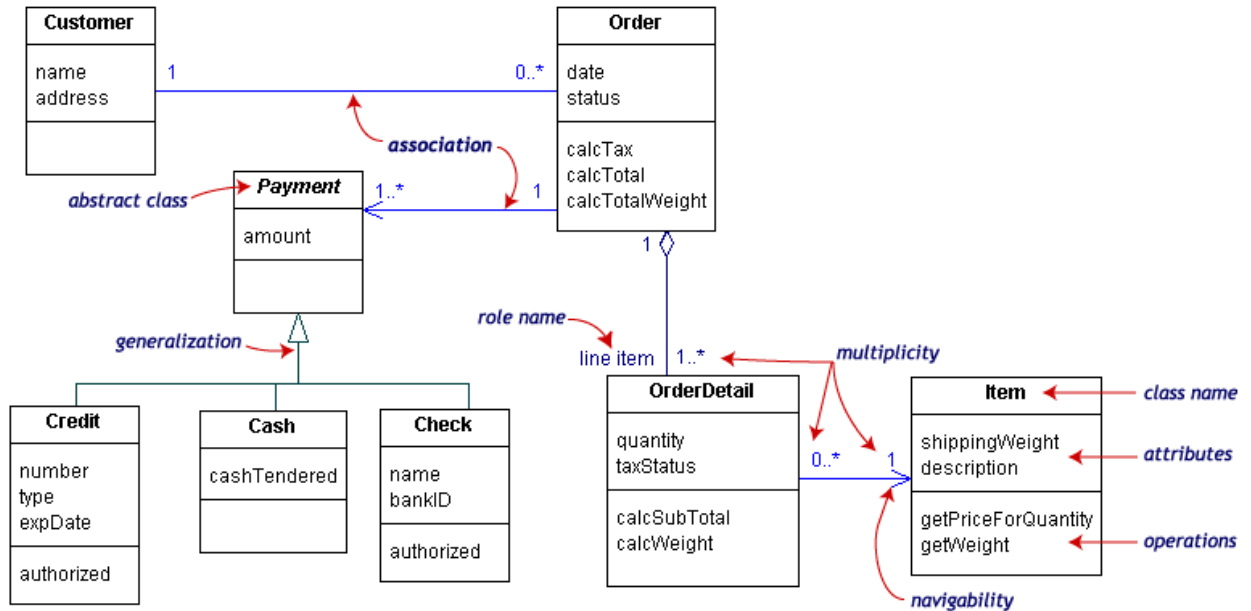 Customer
name
address
1
0..*
Order
date
status
calcTax
calcTotal
calcTotalWeight
association
abstract class
Payment
amount
1..*
1
1
generalization
role name
line item
1..*
multiplicity
Credit
number
type
expDate
authorized
Cash
cashTendered
Check
name
bankID
authorized
OrderDetail
quantity
taxStatus
calcSubTotal
calcWeight
0..*
1
Item
shippingWeight
description
getPriceForQuantity
getWeight
class name
attributes
operations
navigability